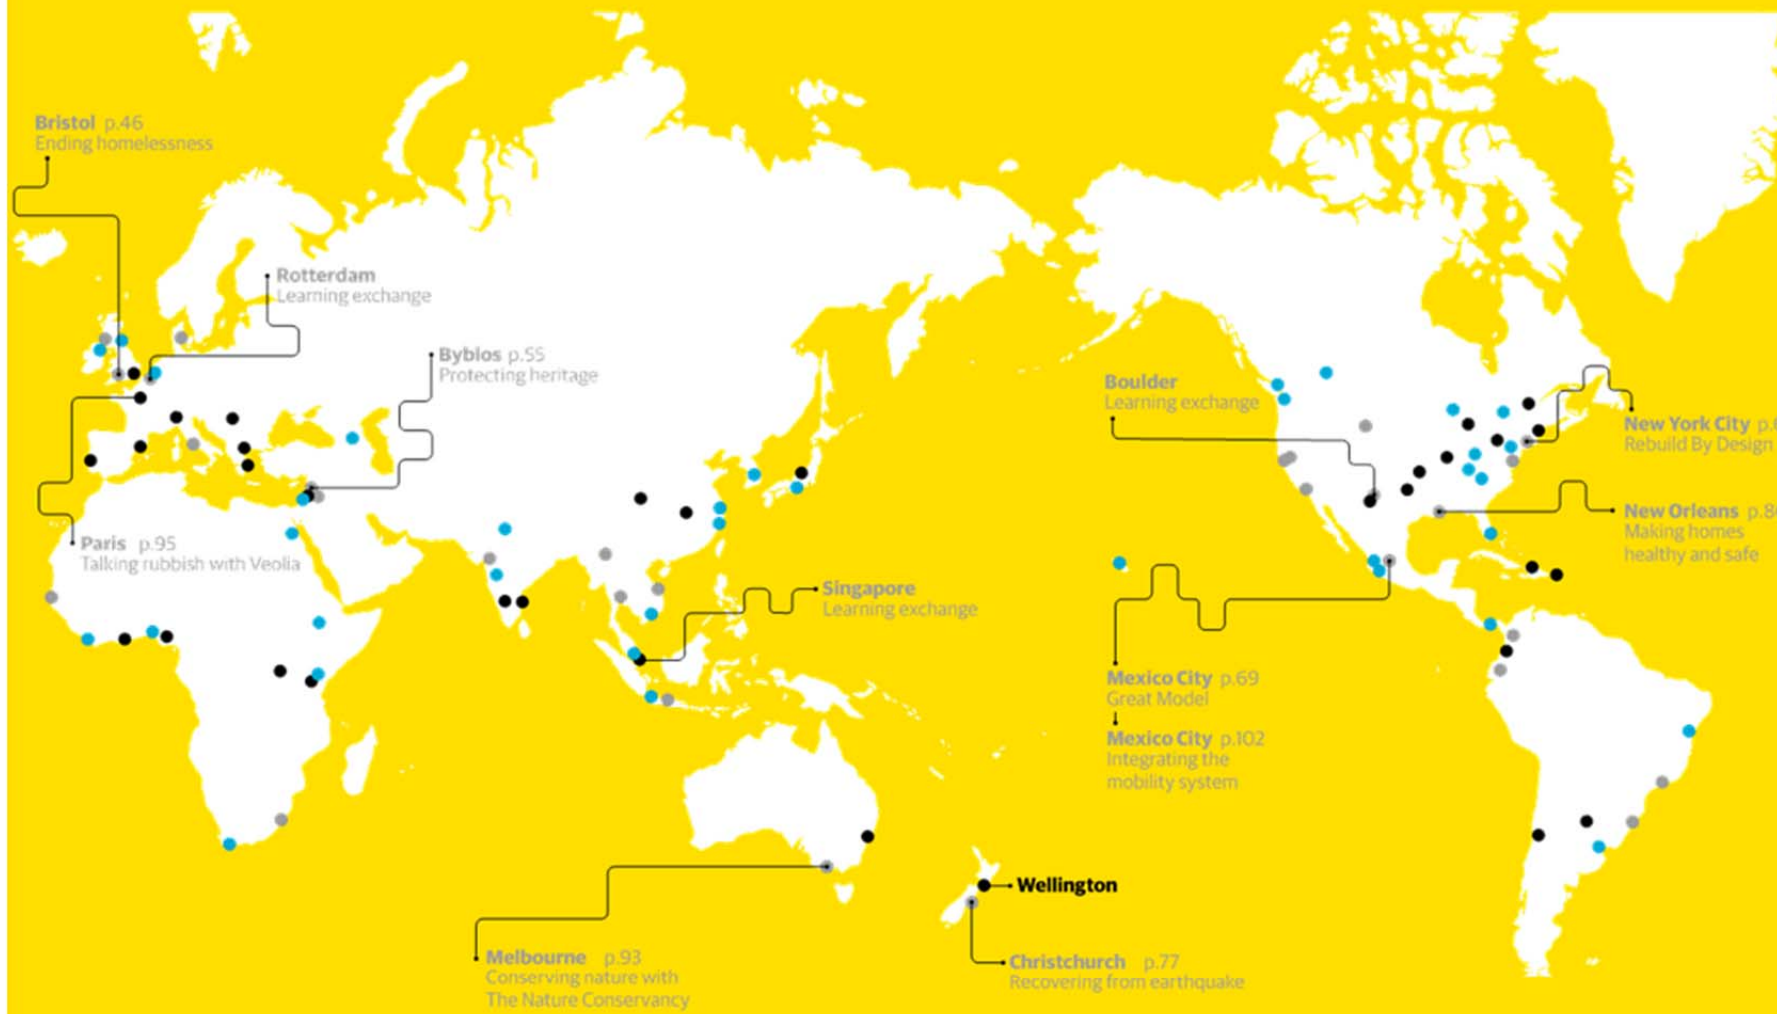 Bristol p.46
Ending homelessness
Rotterdam
Learning exchange
Byblos p.55
Protecting heritage
Boulder
Learning exchange
New York City p.
Rebuild By Design
New Orleans p.8
Making homes
healthy and safe
Paris p.95
Talking rubbish with Veolia
Singapore
Learning exchange
Mexico City p.69
Great Model
Mexico City p.102
Integrating the
mobility system
Wellington
Melbourne p.93
Conserving nature with
The Nature Conservancy
Christchurch p.77
Recovering from earthquake